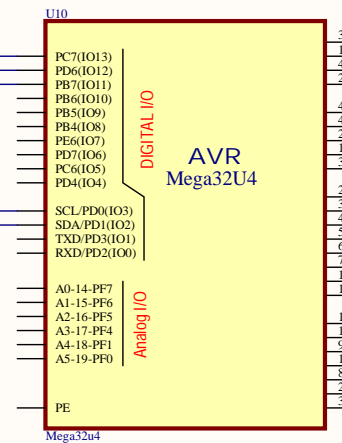 U10
PC7(IO13)
PD6(IO12)
PB7(IO11)
PB6(IO10)
PB5(IO9)
PB4(IO8)
PE6(IO7)
PD7(IO6)
PC6(IO5)
PD4(IO4)
DIGITAL I/O
AVR
Mega32U4
SCL/PD0(IO3)
SDA/PD1(IO2)
TXD/PD3(IO1)
RXD/PD2(IO0)
A0-14-PF7
A1-15-PF6
A2-16-PF5
A3-17-PF4
A4-18-PF1
A5-19-PF0
Analog I/O
PE
Mega32u4